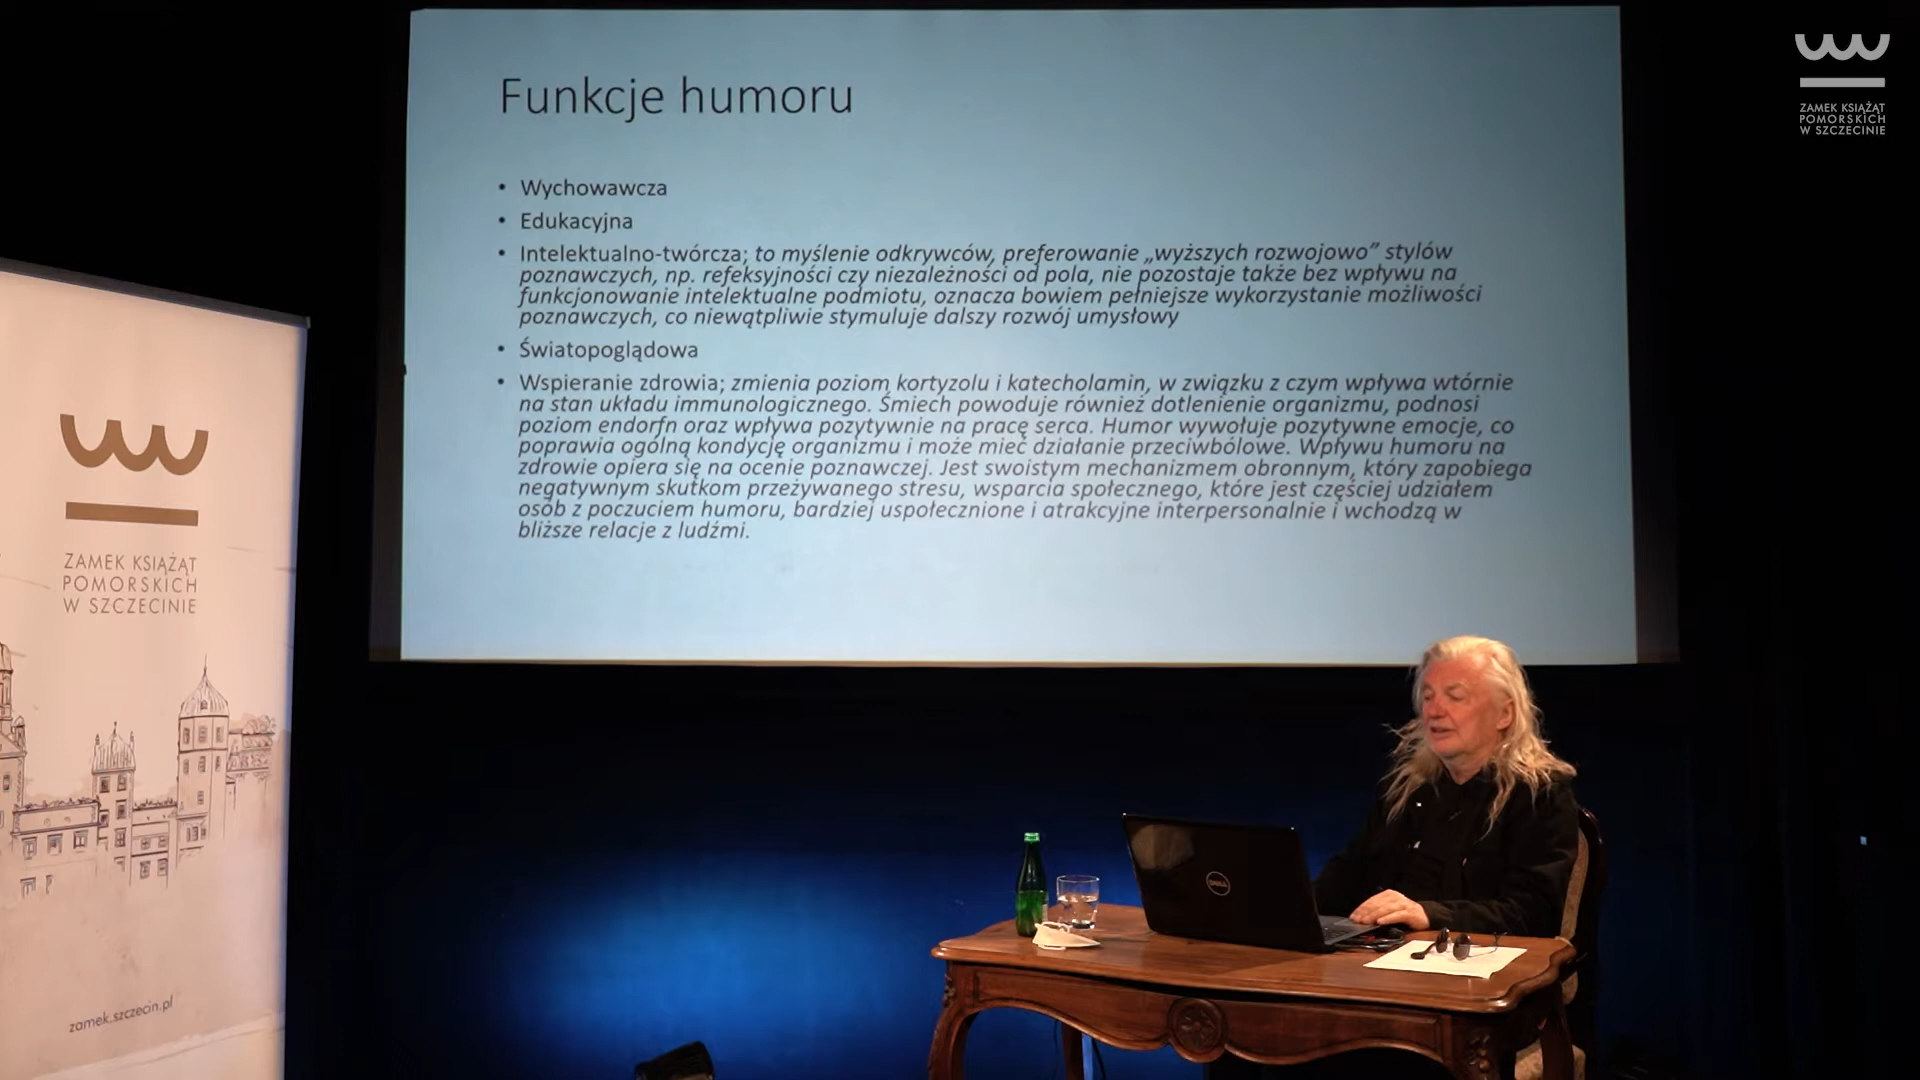 Funkcje humoru
• Wychowawcza
• Edukacyjna
• Intelektualno-twórcza; to myślenie odkrywców, preferowanie „wyższych rozwojowo” stylów
poznawczych, np. refeksyjności czy niezależności od pola, nie pozostaje także bez wpływu na
funkcjonowanie intelektualne podmiotu, oznacza bowiem pełniejsze wykorzystanie możliwości
poznawczych, co niewątpliwie stymuluje dalszy rozwój umysłowy
• Światopoglądowa
• Wspieranie zdrowia; zmienia poziom kortyzolu i katecholamin, w związku z czym wpływa wtórnie
na stan układu immunologicznego. Śmiech powoduje również dotlenienie organizmu, podnosi
poziom endorfn oraz wpływa pozytywnie na pracę serca. Humor wywołuje pozytywne emocje, co
poprawia ogólną kondycję organizmu i może mieć działanie przeciwbólowe. Wpływu humoru na
zdrowie opiera się na ocenie poznawczej. Jest swoistym mechanizmem obronnym, który zapobiega
negatywnym skutkom przeżywanego stresu, wsparcia społecznego, które jest częściej udziałem
osób z poczuciem humoru, bardziej uspołecznione i atrakcyjne interpersonalnie i wchodzą w
bliższe relacje z ludźmi.
ZAMEK KSIĄŻĄT
POMORSKICH
W SZCZECINIE
ZAMEK KSIĄŻĄT
POMORSKICH
W SZCZECINIE
zamek.szczecin.pl
DELL